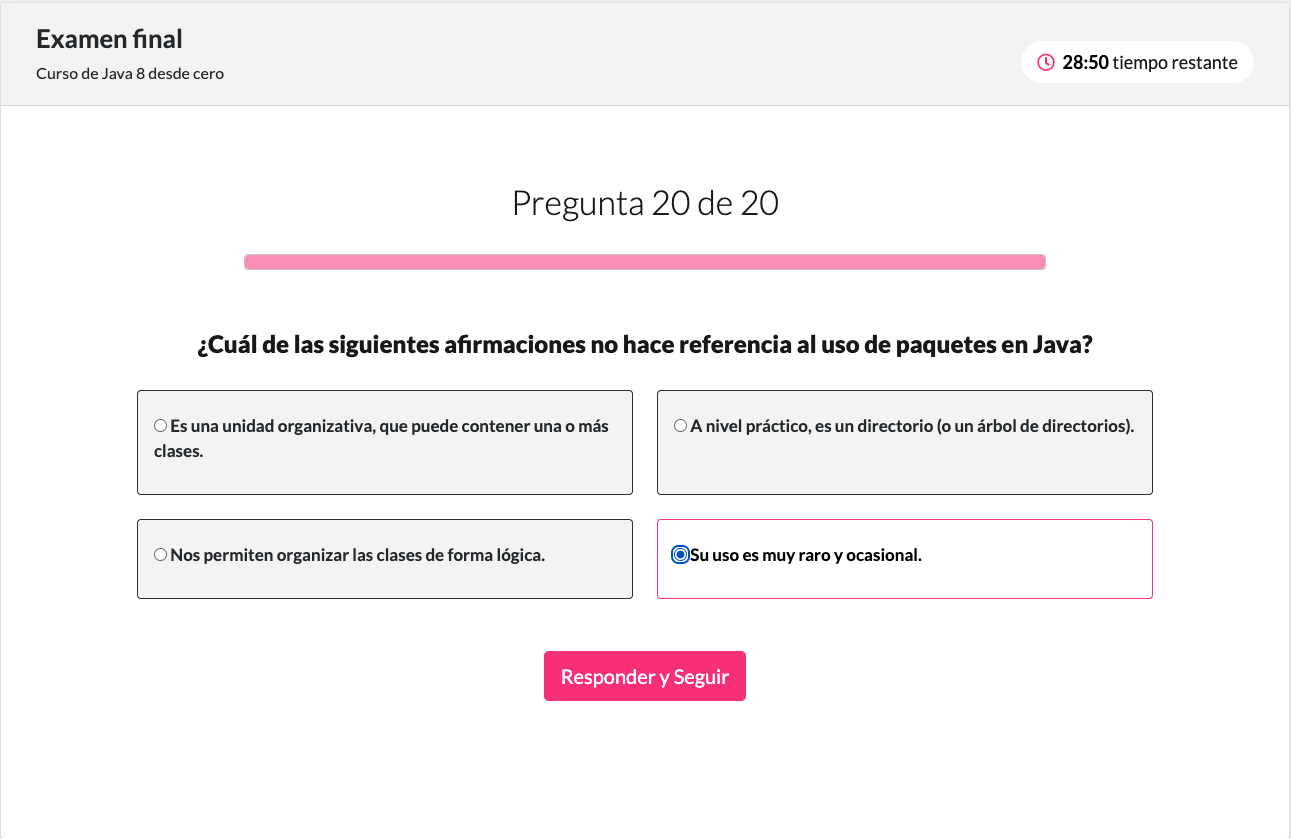 Examen final
Curso de Java 8 desde cero
28:50 tiempo restante
Pregunta 20 de 20
¿Cuál de las siguientes afirmaciones no hace referencia al uso de paquetes en Java?
Es una unidad organizativa, que puede contener una o más
clases.
A nivel práctico, es un directorio (o un árbol de directorios).
Nos permiten organizar las clases de forma lógica.
Su uso es muy raro y ocasional.
Responder y Seguir